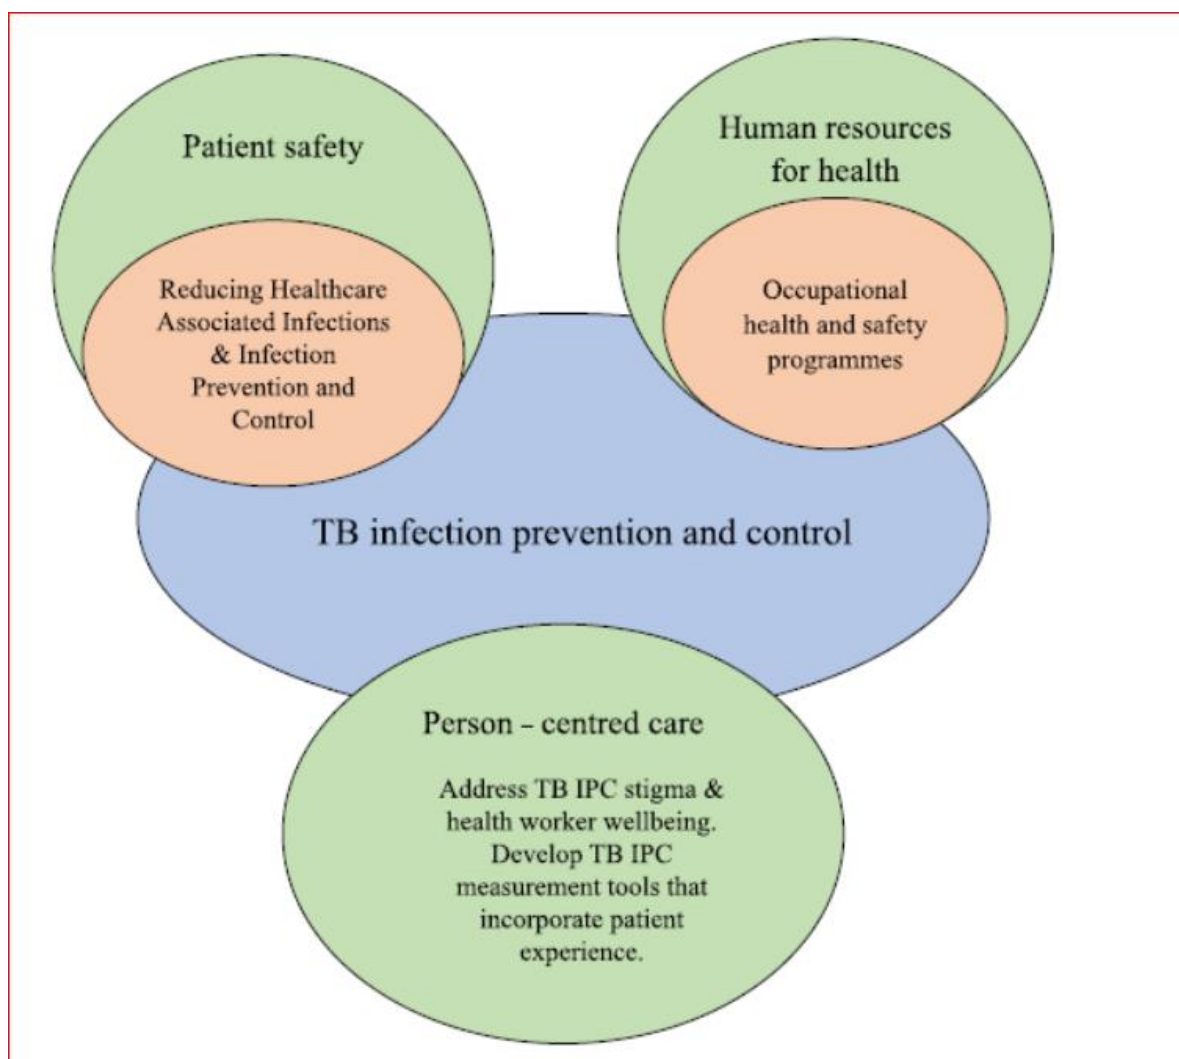 Patient safety
Reducing Healthcare
Associated Infections
& Infection
Prevention and
Control
Human resources
for health
Occupational
health and safety
programmes
TB infection prevention and control
Person – centred care
Address TB IPC stigma &
health worker wellbeing.
Develop TB IPC
measurement tools that
incorporate patient
experience.